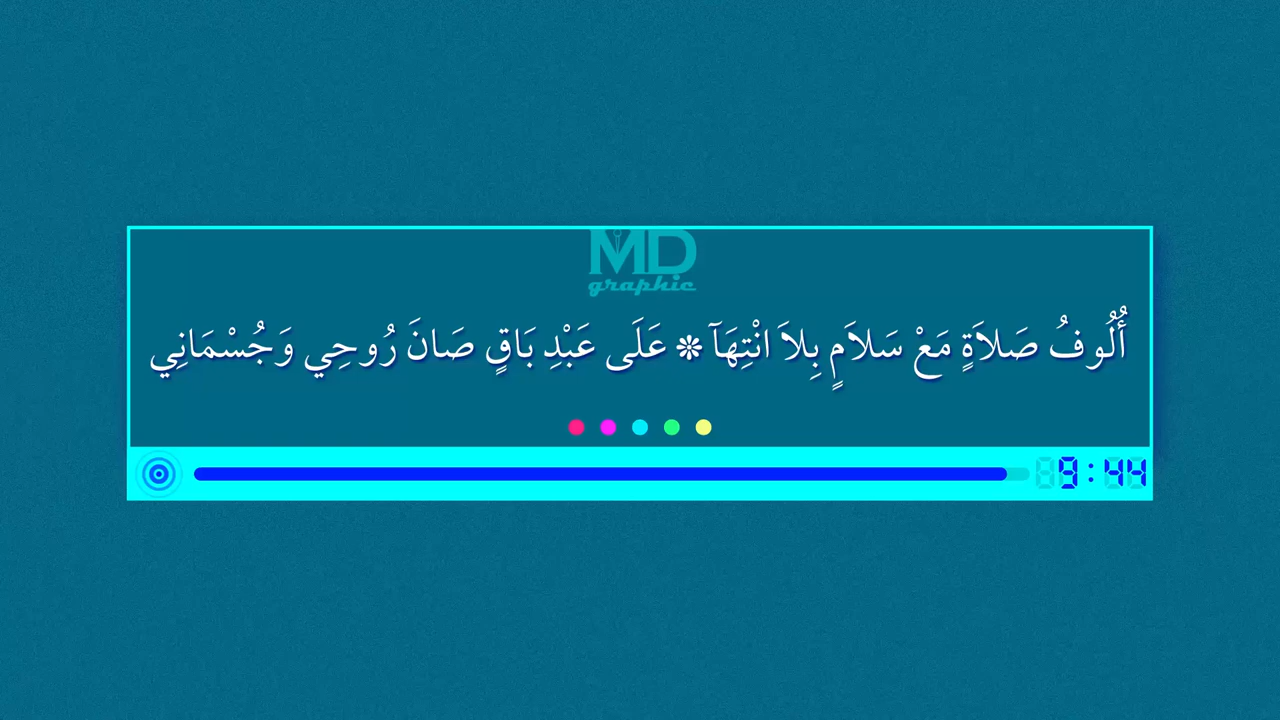 MD
graphic
أُلُوفُ صَلاَةٍ مَعْ سَلاَمٍ بِلاَ انْتِهَآ ✽ عَلَى عَبْدِ بَاقٍ صَانَ رُوحِي وَجُسْمَانِي
9:44